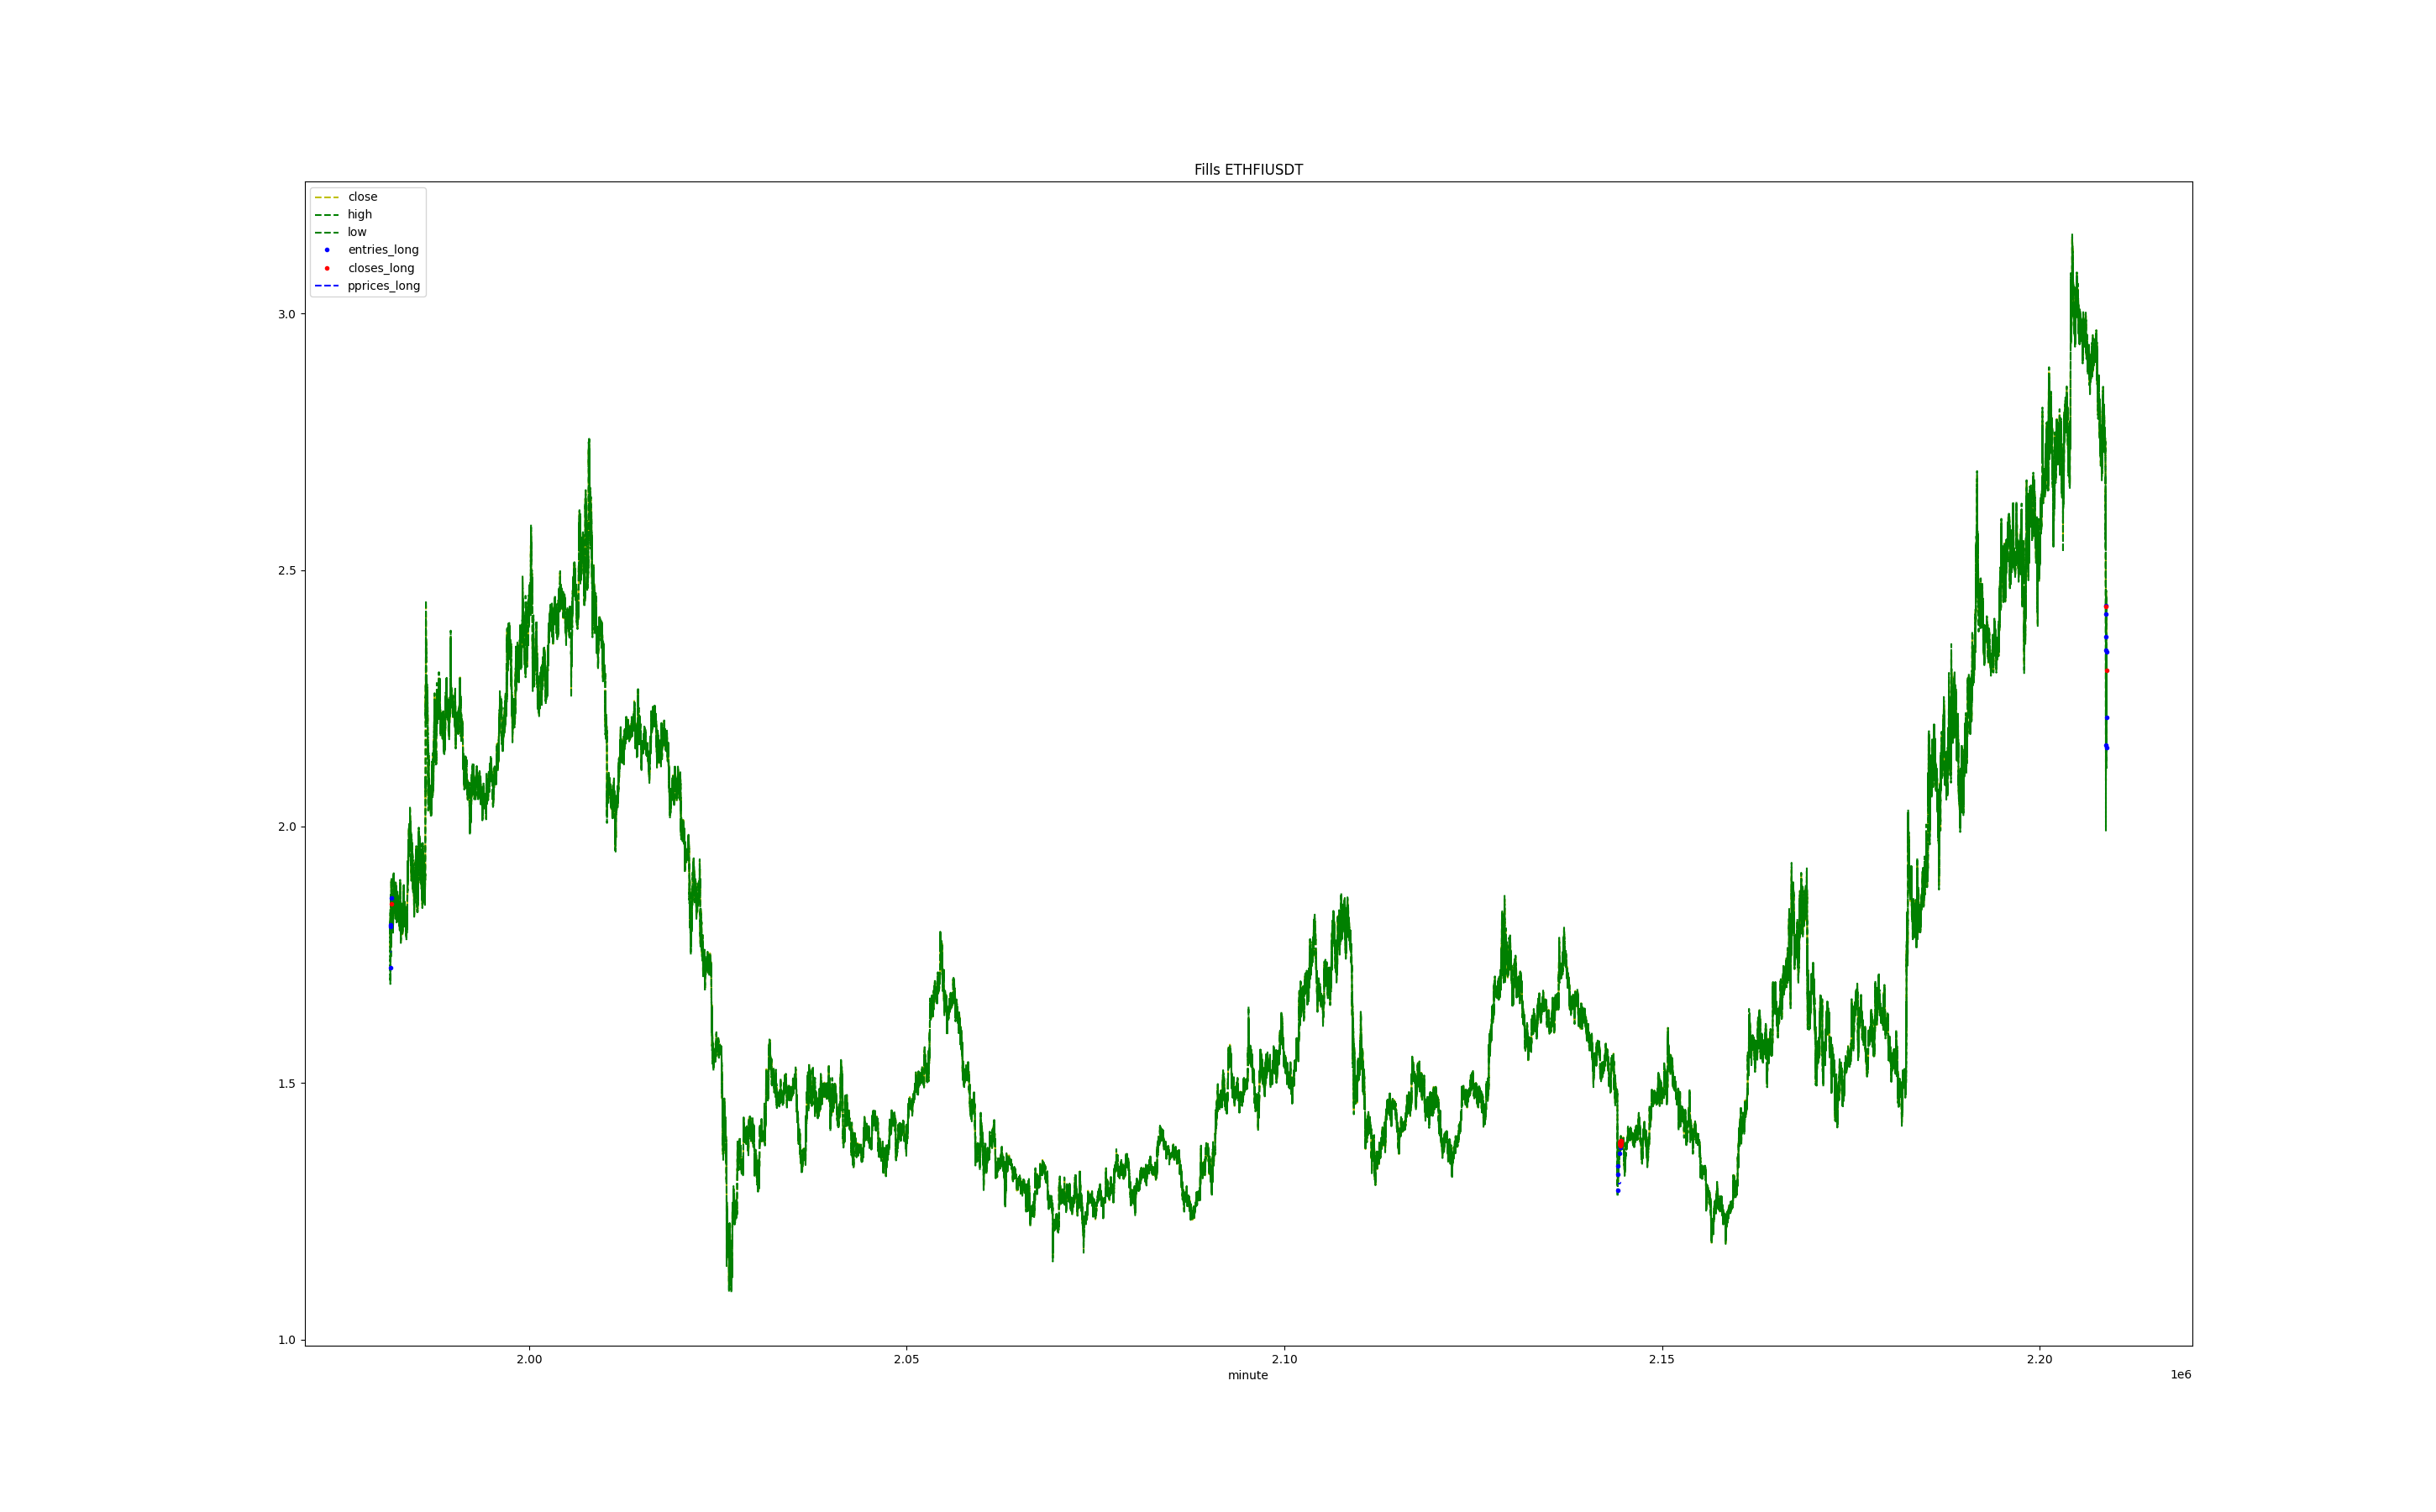 Fills ETHFIUSDT
close
high
low
entries_long
closes_long
pprices_long
3.0
2.5
2.0
1.5
1.0
2.00
2.05
2.10
2.15
2.20
minute
1e6